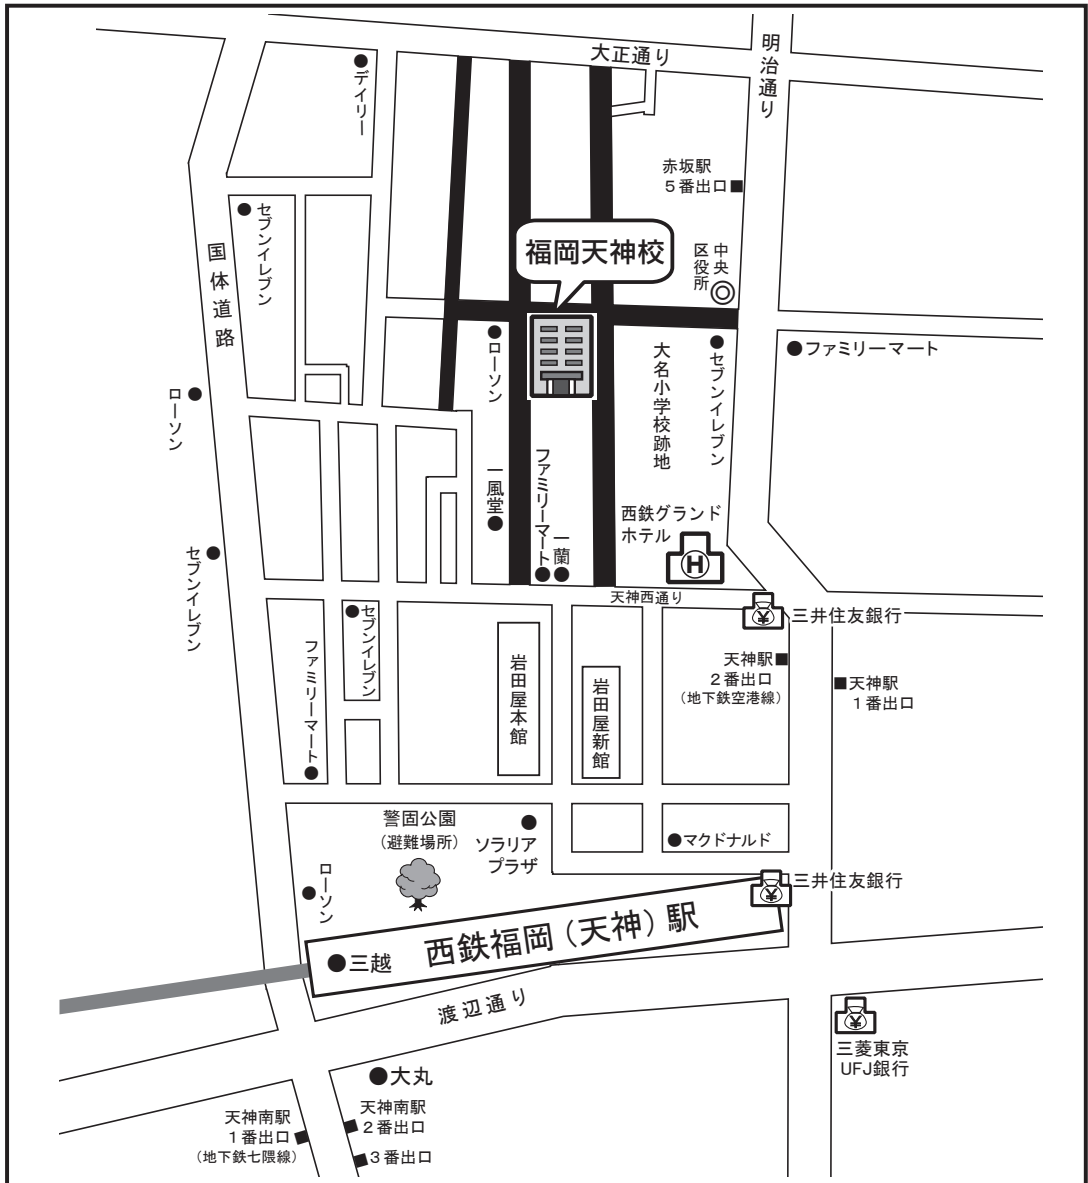 大正通り
明治通り
デイリー
赤坂駅
5番出口
セブンイレブン
国体道路
福岡天神校
中央
区役所
ローソン
大名小学校跡地
セブンイレブン
ファミリーマート
ローソン
一風堂
ファミリーマート
一蘭
西鉄グランド
ホテル
H
セブンイレブン
天神西通り
¥
三井住友銀行
セブンイレブン
ファミリーマート
岩田屋本館
岩田屋新館
天神駅
2番出口
(地下鉄空港線)
天神駅
1番出口
警固公園
(避難場所)
ソラリア
プラザ
マクドナルド
ローソン
¥
三井住友銀行
三越
西鉄福岡(天神)駅
渡辺通り
¥
三菱東京
UFJ銀行
大丸
天神南駅
1番出口
(地下鉄七隈線)
天神南駅
2番出口
3番出口